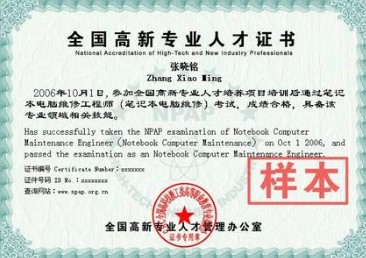 全国高新专业人才证书
National Accreditation of High-Tech and New Industry Professionals
张晓铭
Zhang Xiao Ming
2006年10月1日,参加全国高新专业人才培养项目培训后通过笔记
本电脑维修工程师(笔记本电脑维修)考试,成绩合格,具备该
专业领域相关技能。
Has successfully taken the NPAP examination of Notebook Computer
Maintenance Engineer(Notebook Computer Maintenance) on Oct 1 2006, and
passed the examination as an Notebook Computer Maintenance Engineer.
证书编号 Certificate Number:xxxxxxx
证件号码 ID No.:xxxxxxxx
查询网站:www.npap.org.cn
样本
证书专用章
全国高新专业人才管理办公室
NPAP